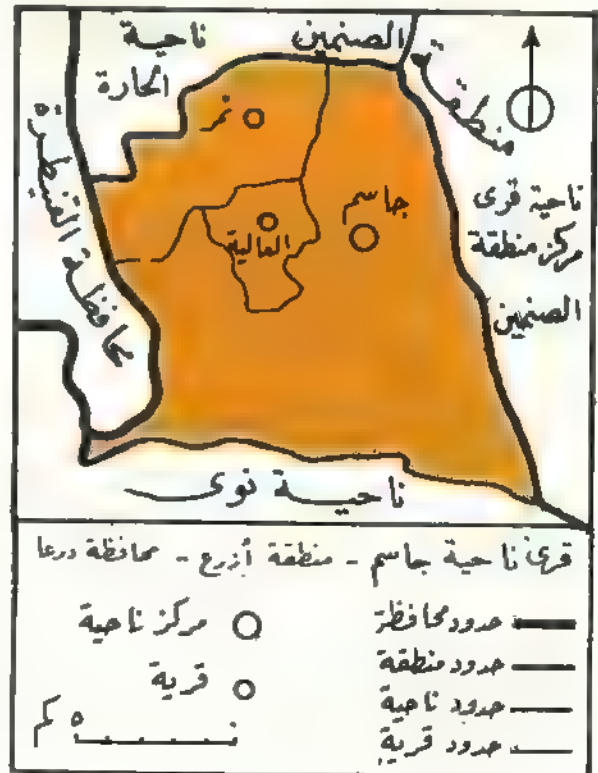 ناحية
الحارة
الصنمين
منطقة
نمر
جاسم
العالية
محافظة القنيطرة
ناحية قرى
مركز منطقة
الصنمين
ناحية نوى
قرى ناحية جاسم - منطقة أزرع - محافظة درعا
مركز ناحية
قرية
٥ كم
حدود محافظة
حدود منطقة
حدود ناحية
حدود قرية